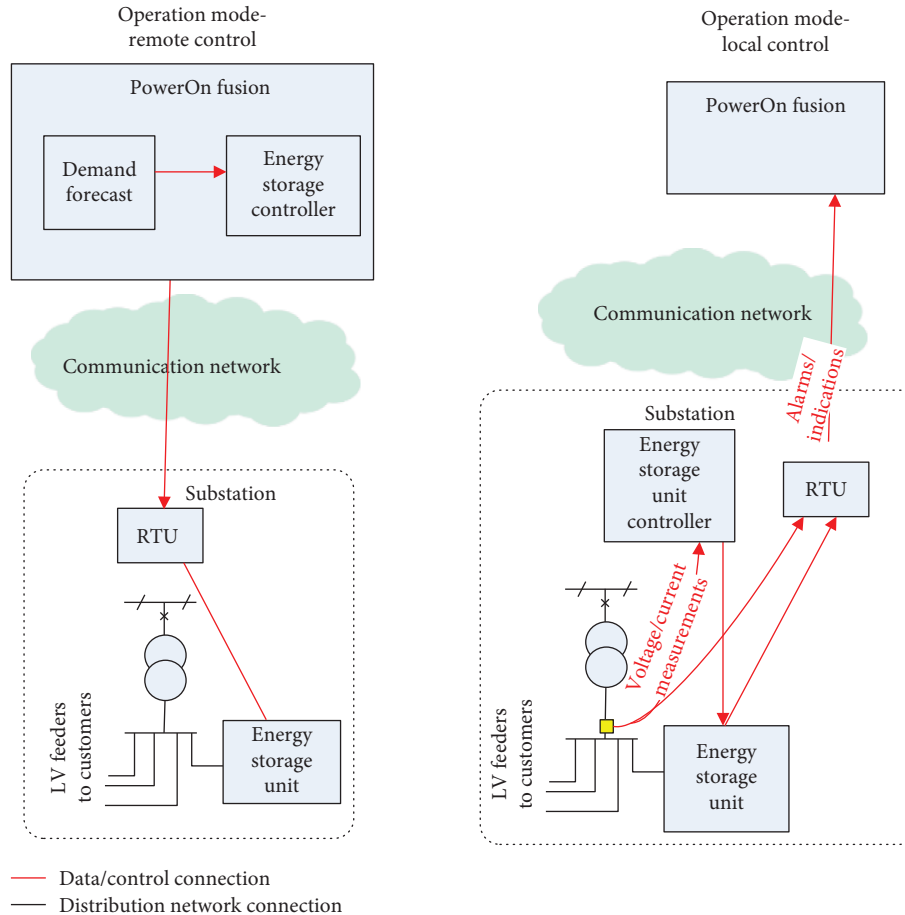 Operation mode-
remote control
PowerOn fusion
Demand
forecast
Energy
storage
controller
Communication network
Substation
RTU
LV feeders
to customers
Energy
storage
unit
Operation mode-
local control
PowerOn fusion
Communication network
Alarms/
indications
Substation
Energy
storage
unit
controller
RTU
Voltage/current
measurements
LV feeders
to customers
Energy
storage
unit
Data/control connection
Distribution network connection